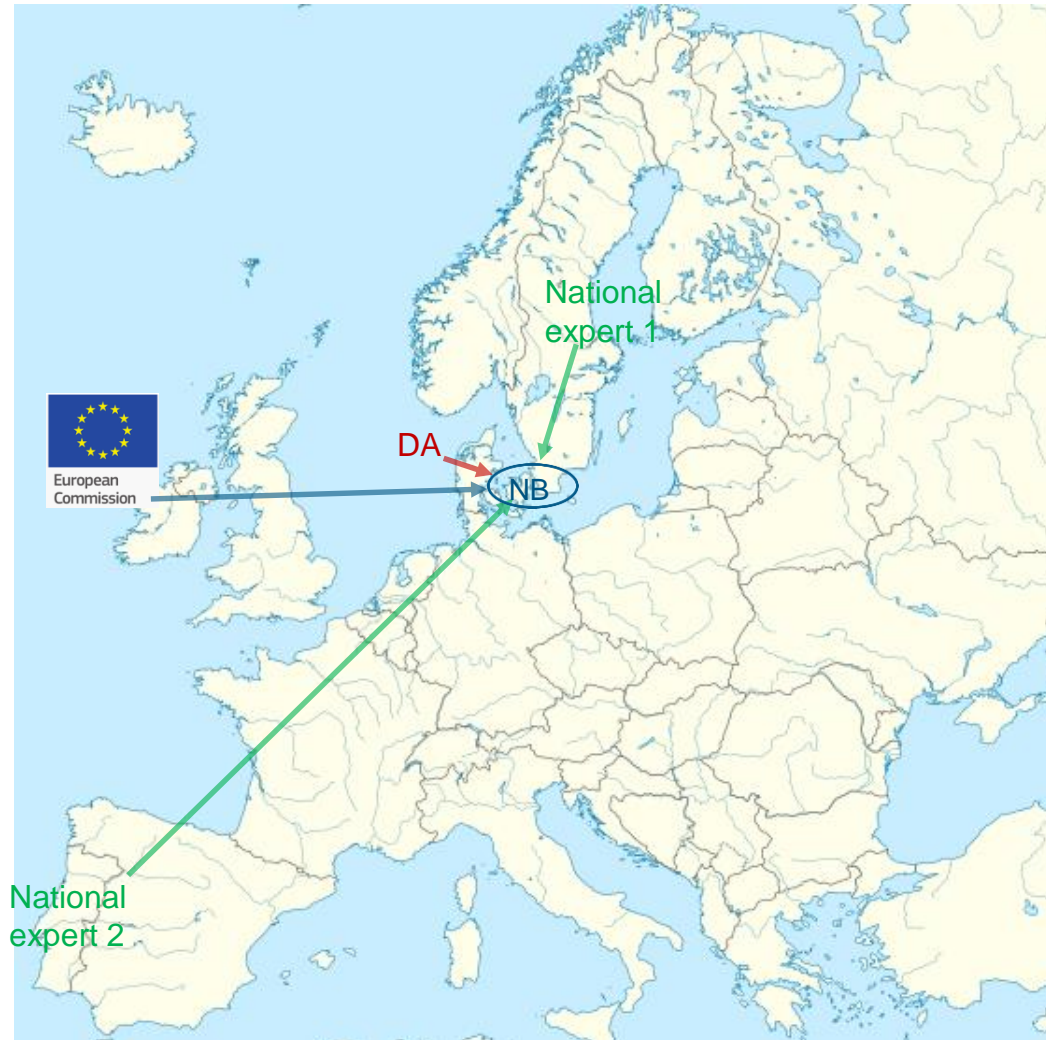 National
expert 1
European
Commission
DA
NB
National
expert 2